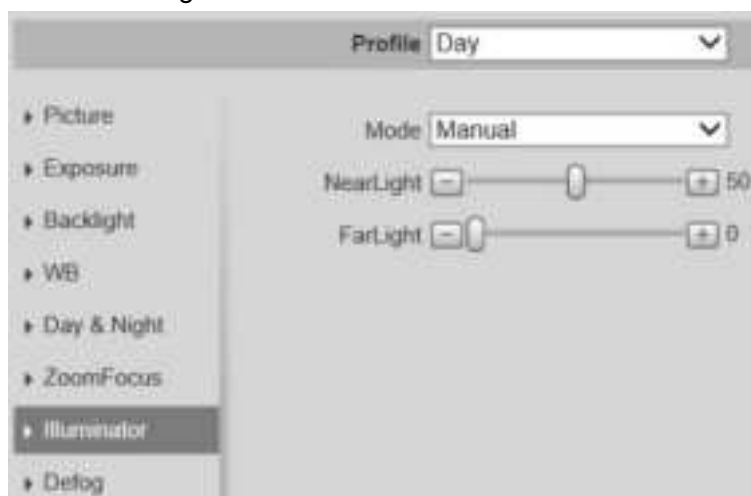 Profile Day
Picture
Mode Manual
Exposure
NearLight - + 50
Backlight
FarLight - + 0
WB
Day & Night
ZoomFocus
Illuminator
Defog